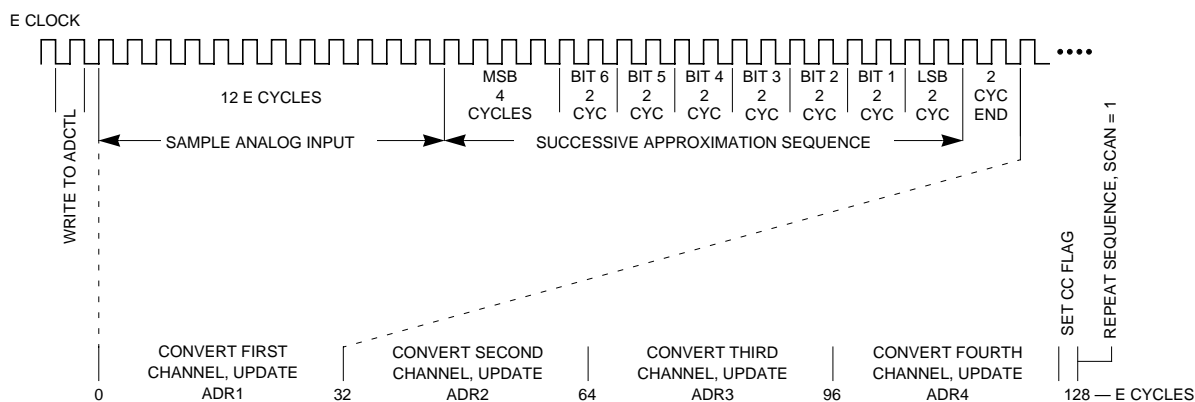 E CLOCK
12 E CYCLES
MSB
4
CYCLES
BIT 6
2
CYC
BIT 5
2
CYC
BIT 4
2
CYC
BIT 3
2
CYC
BIT 2
2
CYC
BIT 1
2
CYC
LSB
2
CYC
2
CYC
END
WRITE TO ADCTL
SAMPLE ANALOG INPUT
SUCCESSIVE APPROXIMATION SEQUENCE
SET CC FLAG
REPEAT SEQUENCE, SCAN = 1
CONVERT FIRST
CHANNEL, UPDATE
ADR1
CONVERT SECOND
CHANNEL, UPDATE
ADR2
CONVERT THIRD
CHANNEL, UPDATE
ADR3
CONVERT FOURTH
CHANNEL, UPDATE
ADR4
0
32
64
96
128 — E CYCLES